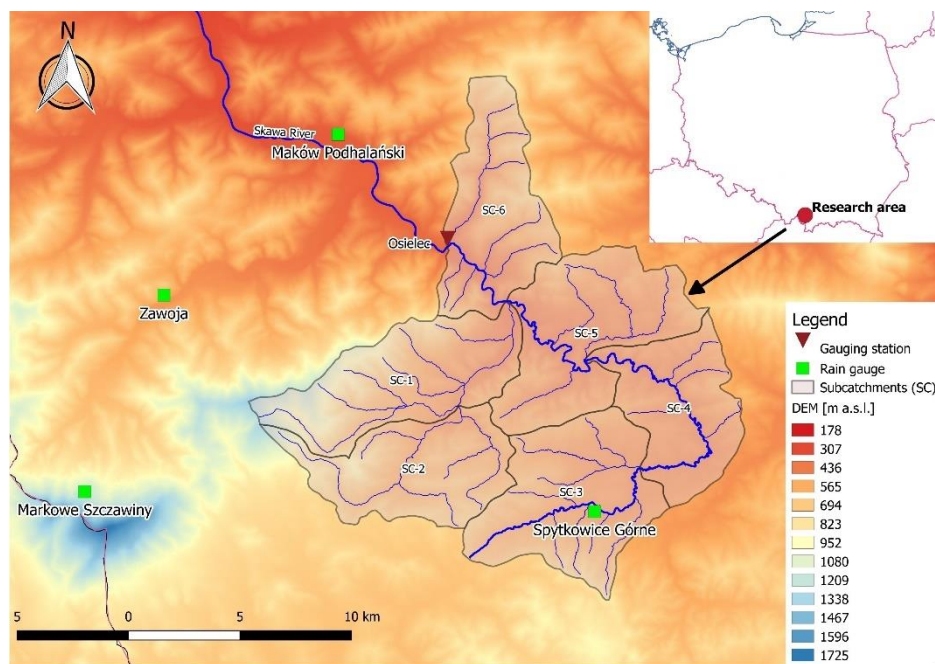 N
Skawa River
Maków Podhalański
SC-6
Osielec
Research area
Zawoja
SC-5
SC-1
SC-4
SC-2
SC-3
Markowe Szczawiny
Spytkowice Górne
Legend
Gauging station
Rain gauge
Subcatchments (SC)
DEM [m a.s.l.]
178
307
436
565
694
823
952
1080
1209
1338
1467
1596
1725
5 0 5 10 km